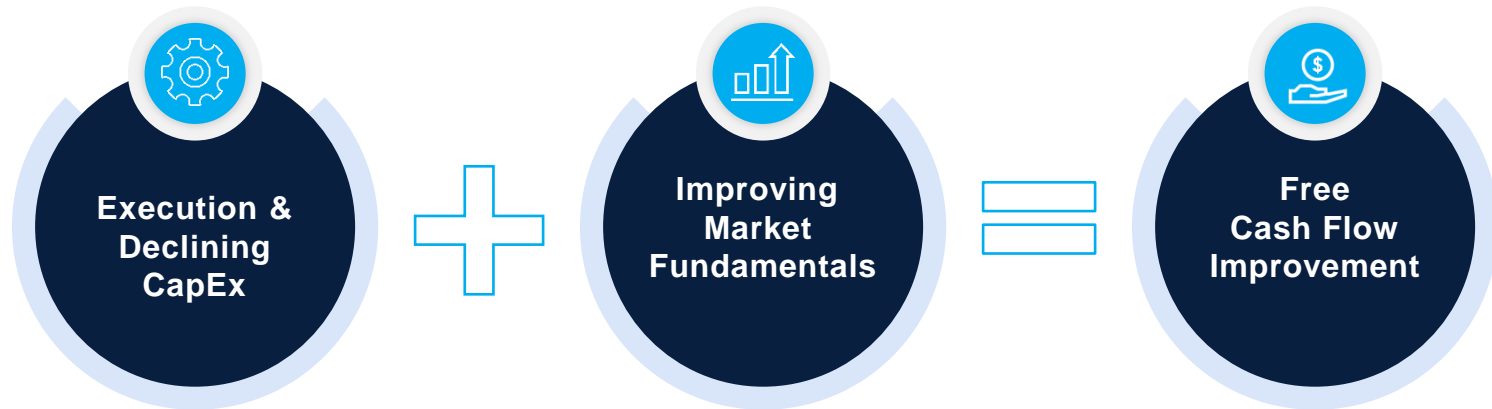 Execution &
Declining
CapEx
Improving
Market
Fundamentals
$
Free
Cash Flow
Improvement